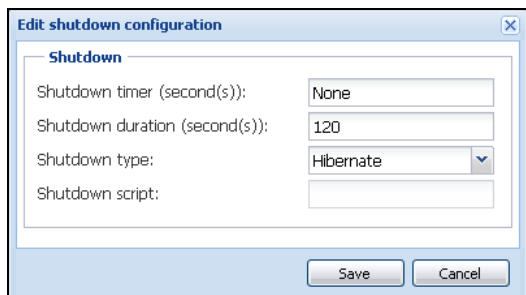 Edit shutdown configuration
Shutdown
Shutdown timer (second(s)): None
Shutdown duration (second(s)): 120
Shutdown type: Hibernate
Shutdown script:
Save Cancel